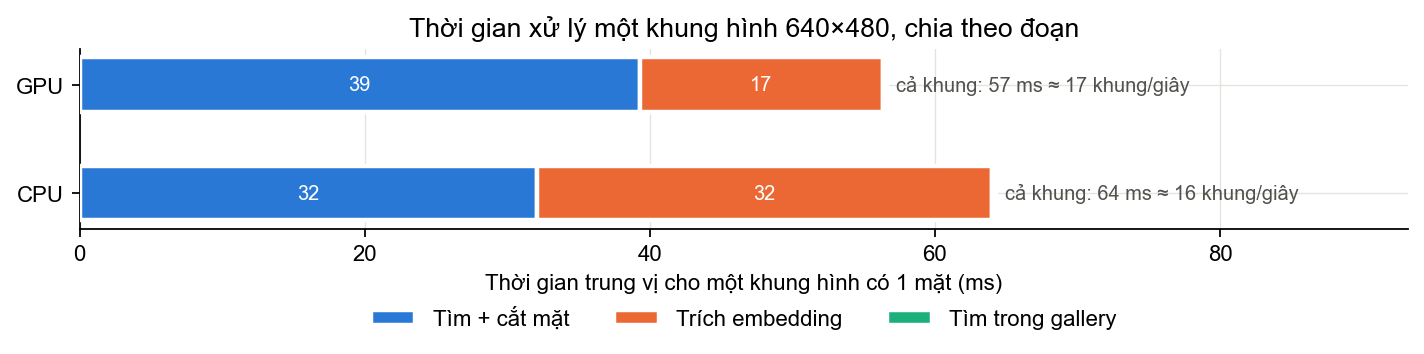 Thời gian xử lý một khung hình 640×480, chia theo đoạn
GPU 39 17 cả khung: 57 ms ≈ 17 khung/giây
CPU 32 32 cả khung: 64 ms ≈ 16 khung/giây
0 20 40 60 80
Thời gian trung vị cho một khung hình có 1 mặt (ms)
Tìm + cắt mặt Trích embedding Tìm trong gallery